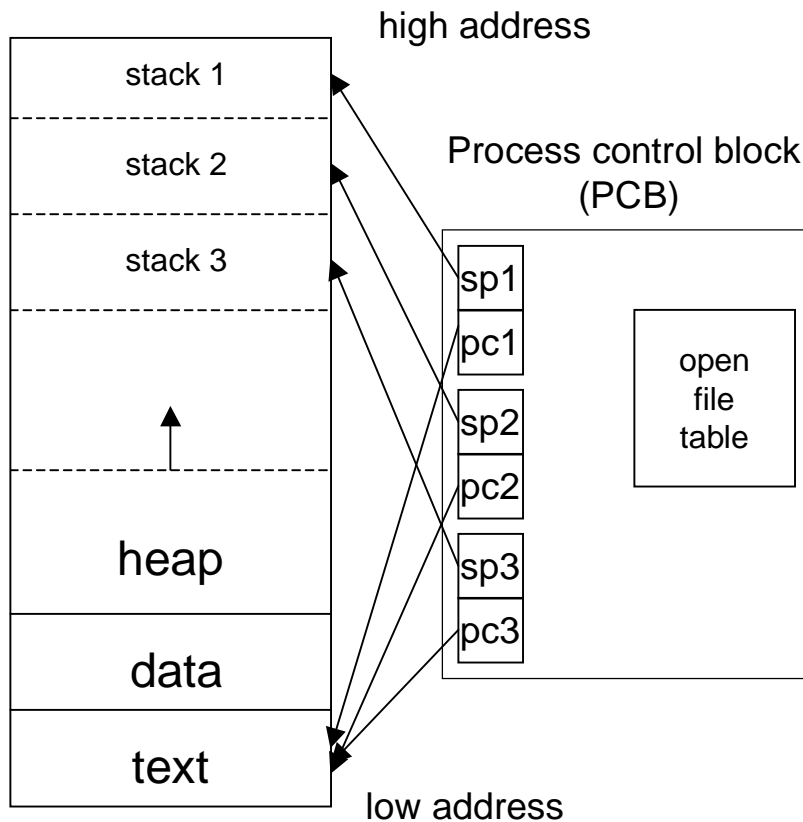 high address
stack 1
stack 2
stack 3
heap
data
text
low address
Process control block
(PCB)
sp1
pc1
sp2
pc2
sp3
pc3
open
file
table